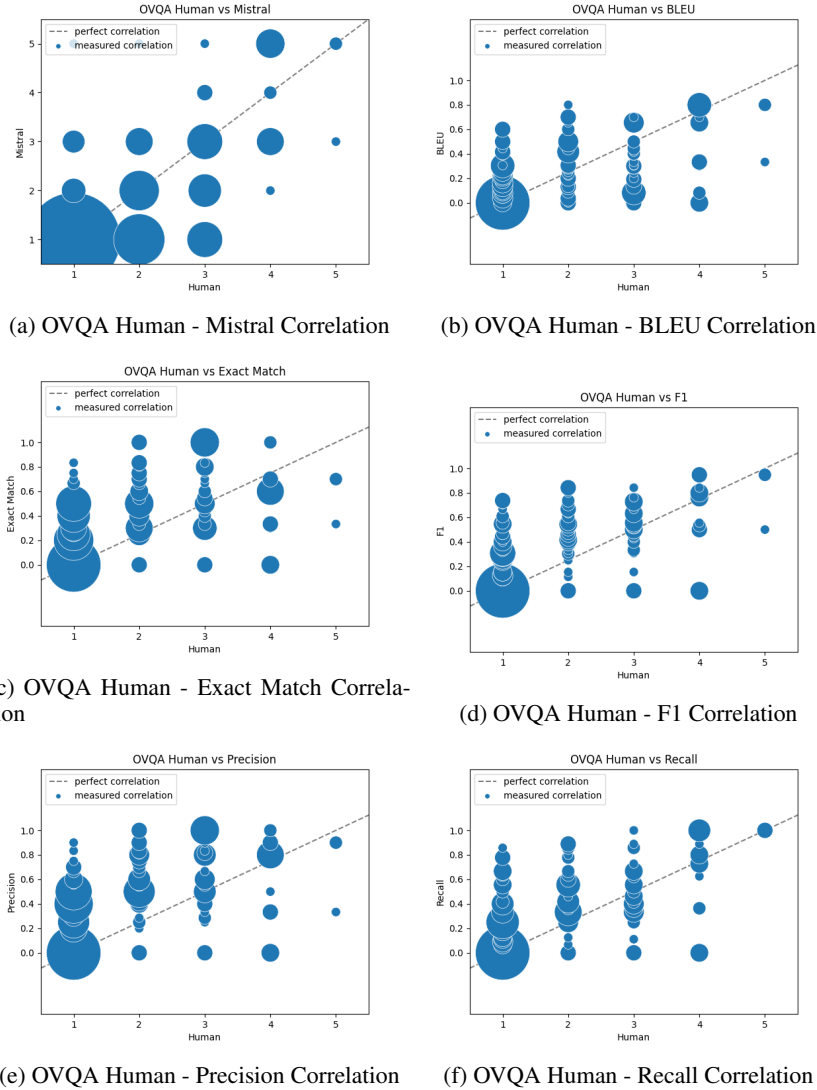 OVQA Human vs Mistral
perfect correlation
measured correlation
5
4
3
2
1
Mistral
1 2 3 4 5
Human
(a) OVQA Human - Mistral Correlation
OVQA Human vs BLEU
perfect correlation
measured correlation
1.0
0.8
0.6
0.4
0.2
0.0
BLEU
1 2 3 4 5
Human
(b) OVQA Human - BLEU Correlation
OVQA Human vs Exact Match
perfect correlation
measured correlation
1.0
0.8
0.6
0.4
0.2
0.0
Exact Match
1 2 3 4 5
Human
c) OVQA Human - Exact Match Correla-
ion
OVQA Human vs F1
perfect correlation
measured correlation
1.0
0.8
0.6
0.4
0.2
0.0
F1
1 2 3 4 5
Human
(d) OVQA Human - F1 Correlation
OVQA Human vs Precision
perfect correlation
measured correlation
1.0
0.8
0.6
0.4
0.2
0.0
Precision
1 2 3 4 5
Human
(e) OVQA Human - Precision Correlation
OVQA Human vs Recall
perfect correlation
measured correlation
1.0
0.8
0.6
0.4
0.2
0.0
Recall
1 2 3 4 5
Human
(f) OVQA Human - Recall Correlation